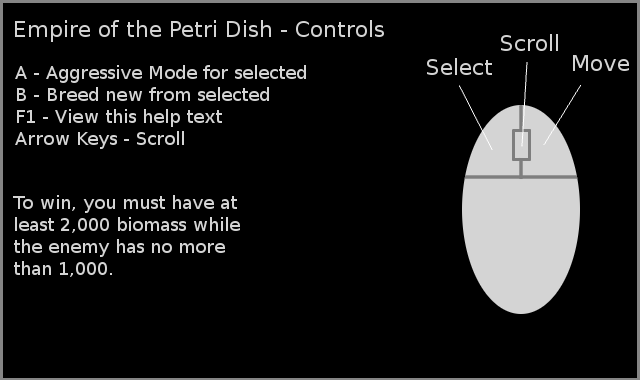 Empire of the Petri Dish - Controls
A - Aggressive Mode for selected
B - Breed new from selected
F1 - View this help text
Arrow Keys - Scroll
To win, you must have at
least 2,000 biomass while
the enemy has no more
than 1,000.
Select
Scroll
Move